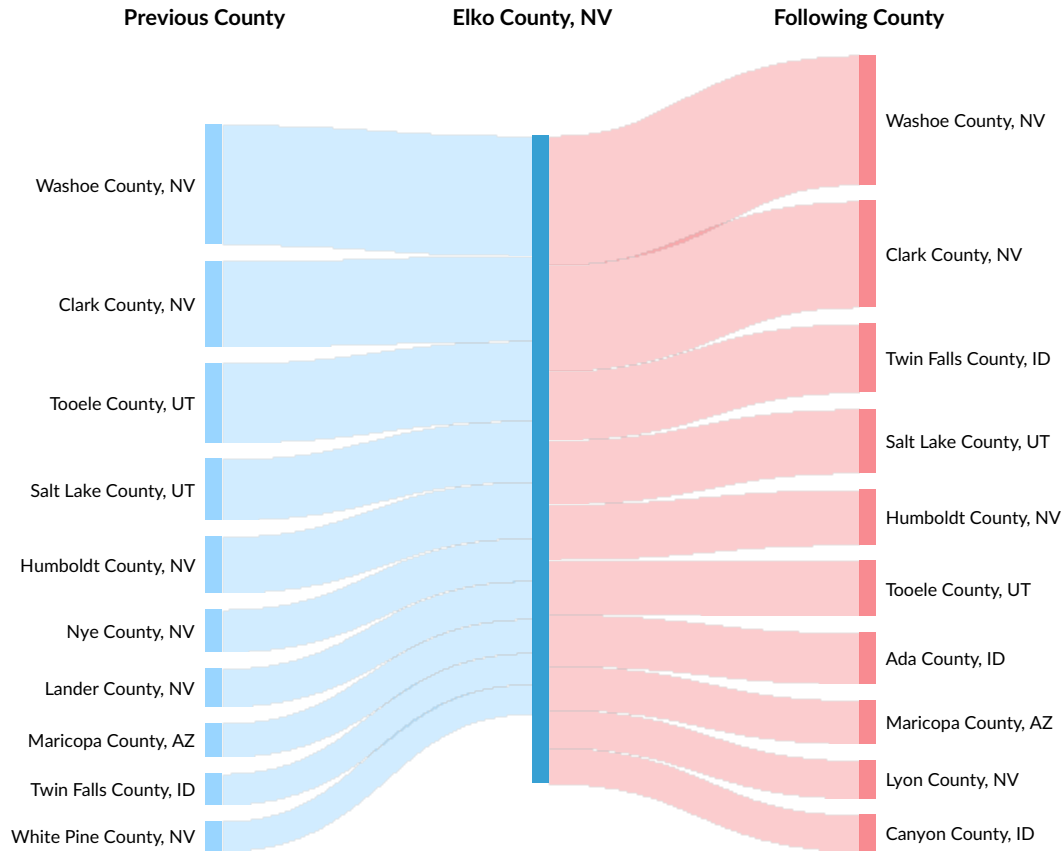 Previous County
Elko County, NV
Following County
Washoe County, NV
Clark County, NV
Tooele County, UT
Salt Lake County, UT
Humboldt County, NV
Nye County, NV
Lander County, NV
Maricopa County, AZ
Twin Falls County, ID
White Pine County, NV
Washoe County, NV
Clark County, NV
Twin Falls County, ID
Salt Lake County, UT
Humboldt County, NV
Tooele County, UT
Ada County, ID
Maricopa County, AZ
Lyon County, NV
Canyon County, ID